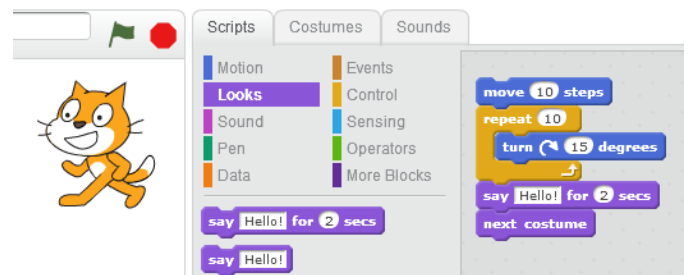 Scripts Costumes Sounds
Motion Events
Looks Control
Sound Sensing
Pen Operators
Data More Blocks
say Hello! for 2 secs
say Hello!
move 10 steps
repeat 10
turn 15 degrees
say Hello! for 2 secs
next costume